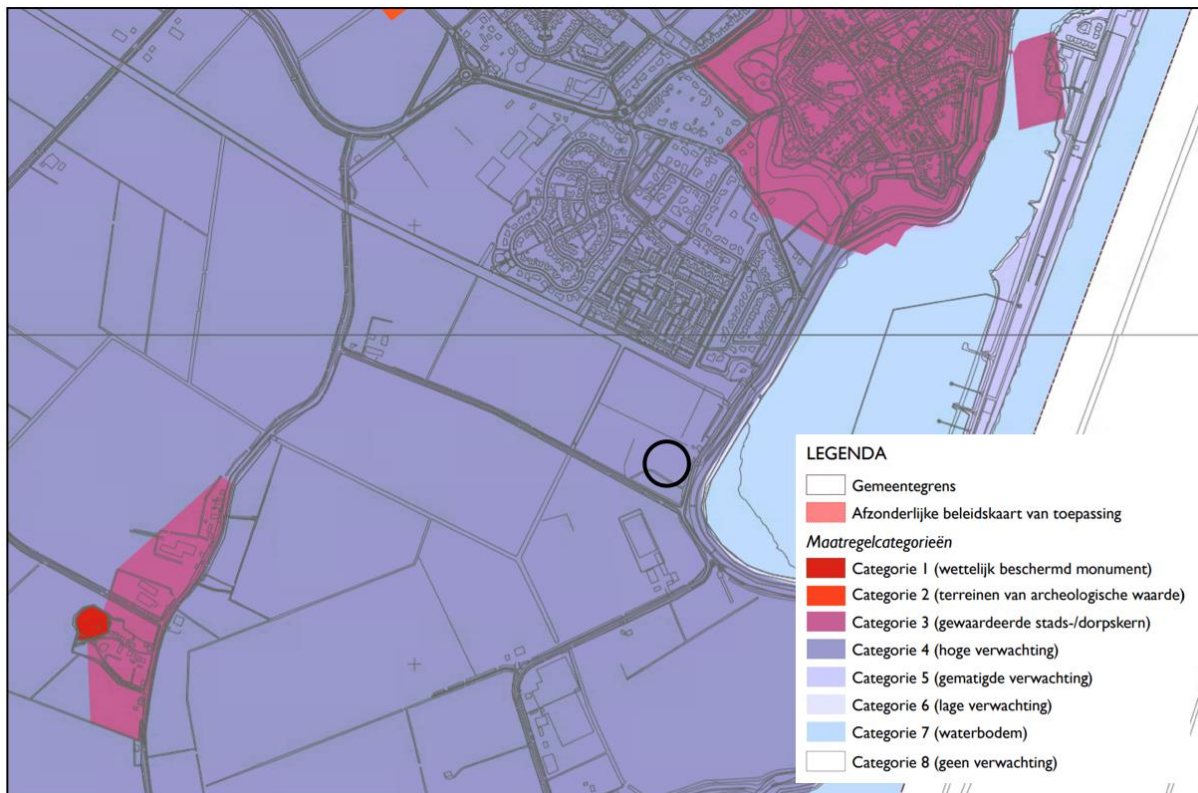 LEGENDA
Gemeentegrens
Afzonderlijke beleidskaart van toepassing
Maatregelcategorieën
Categorie 1 (wettelijk beschermd monument)
Categorie 2 (terreinen van archeologische waarde)
Categorie 3 (gewaardeerde stads-/dorpskern)
Categorie 4 (hoge verwachting)
Categorie 5 (gematigde verwachting)
Categorie 6 (lage verwachting)
Categorie 7 (waterbodem)
Categorie 8 (geen verwachting)